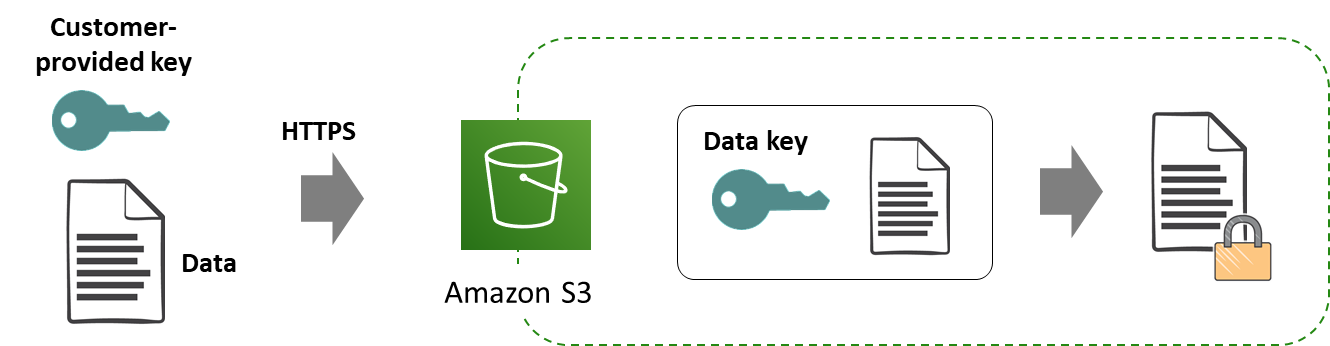 Customer-
provided key
HTTPS
Data key
Data
Amazon S3